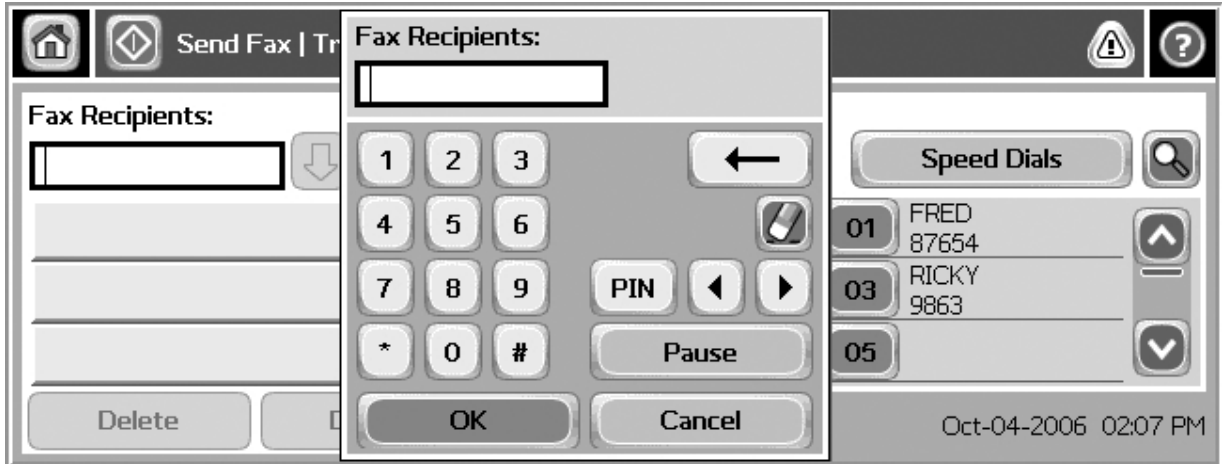 Send Fax | Tr
Fax Recipients:
Fax Recipients:
1 2 3
4 5 6
7 8 9 PIN
* 0 # Pause
OK Cancel
Speed Dials
01 FRED
87654
03 RICKY
9863
05
Delete D
Oct-04-2006 02:07 PM